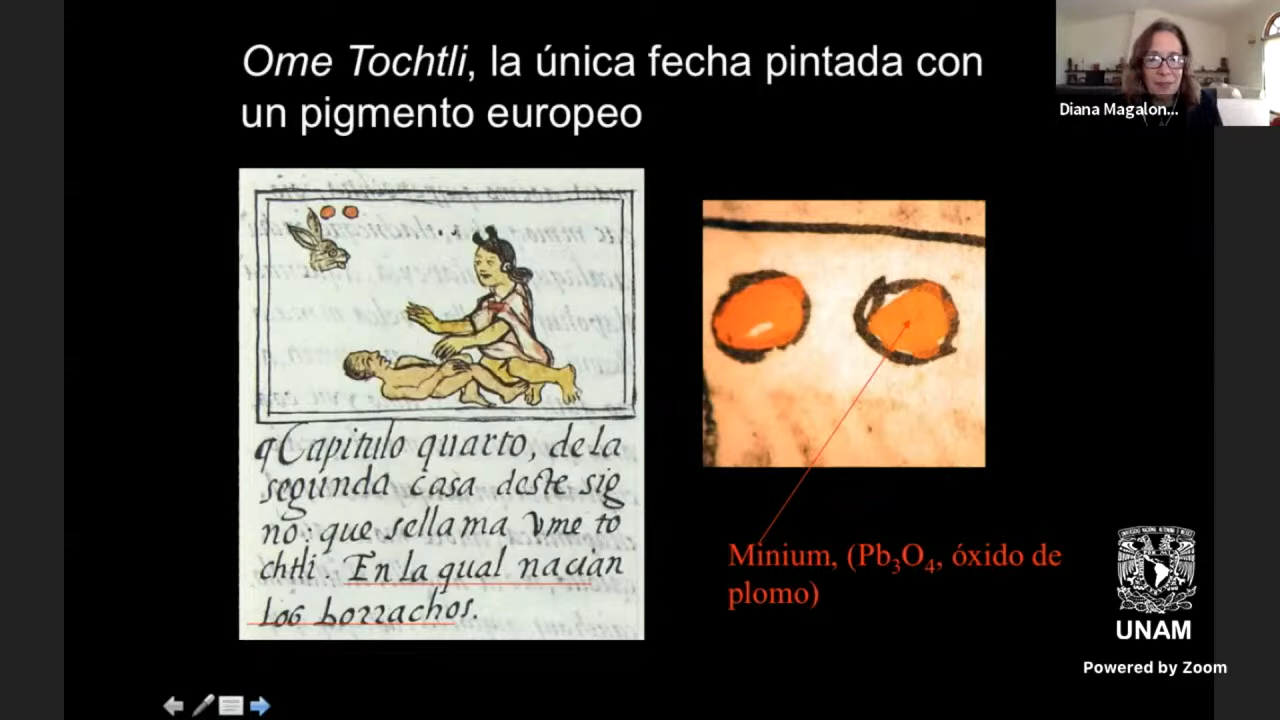 Ome Tochtli, la única fecha pintada con
un pigmento europeo
Diana Magalon...
Capitulo quarto, de la
segunda casa deste sig
no: que sellama vme to
chtli. En la qual nacian
los borrachos.
Minium, (Pb₃O₄, óxido de
plomo)
UNAM
Powered by Zoom